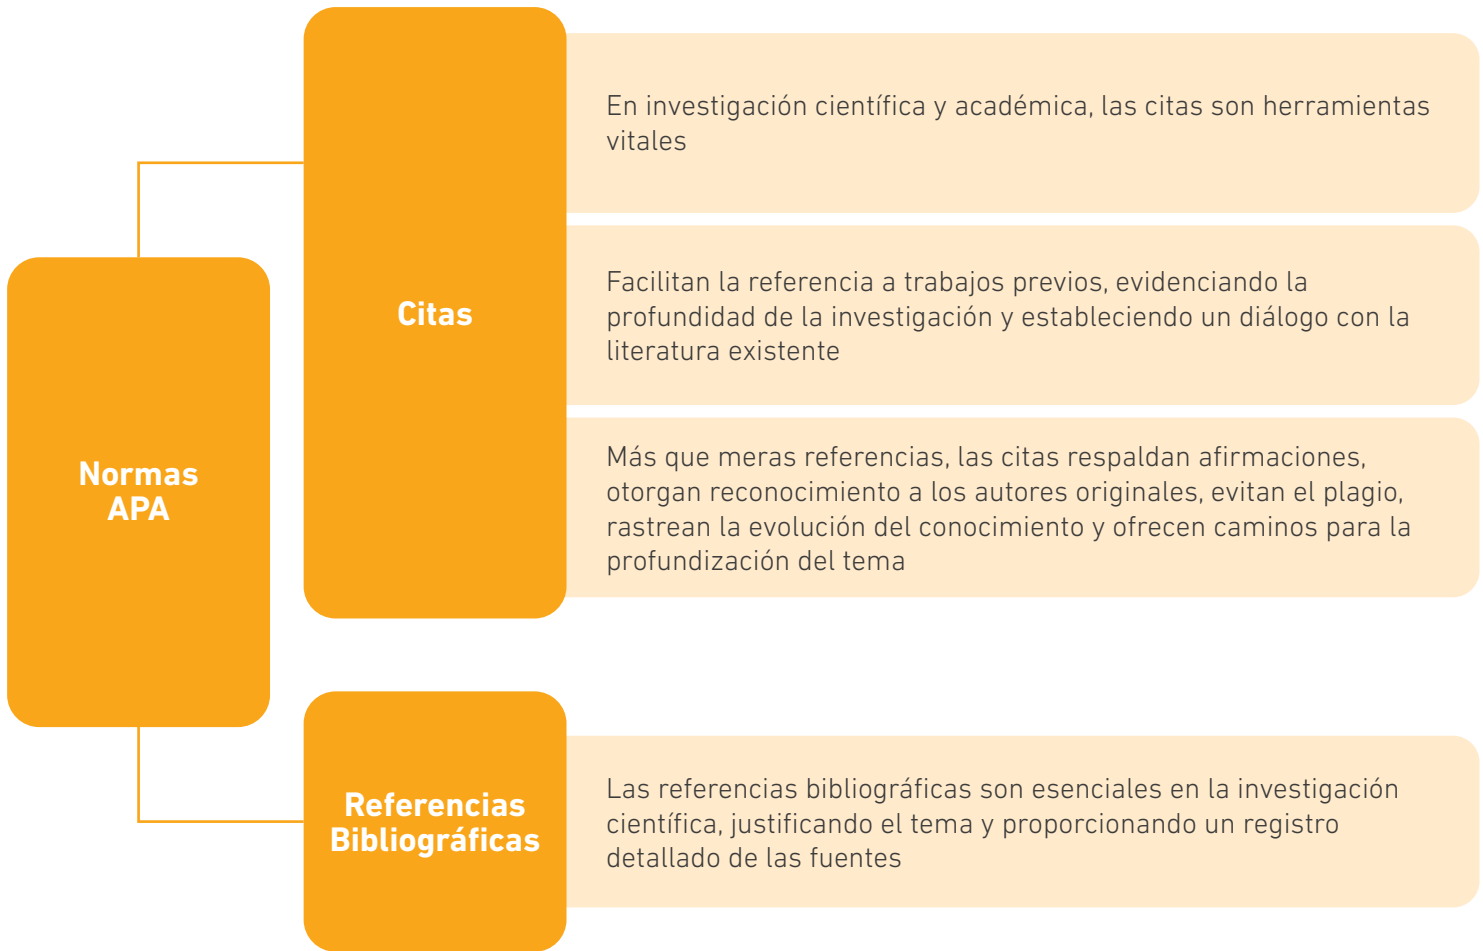 Normas
APA
Citas
En investigación científica y académica, las citas son herramientas
vitales
Facilitan la referencia a trabajos previos, evidenciando la
profundidad de la investigación y estableciendo un diálogo con la
literatura existente
Más que meras referencias, las citas respaldan afirmaciones,
otorgan reconocimiento a los autores originales, evitan el plagio,
rastrean la evolución del conocimiento y ofrecen caminos para la
profundización del tema
Referencias
Bibliográficas
Las referencias bibliográficas son esenciales en la investigación
científica, justificando el tema y proporcionando un registro
detallado de las fuentes